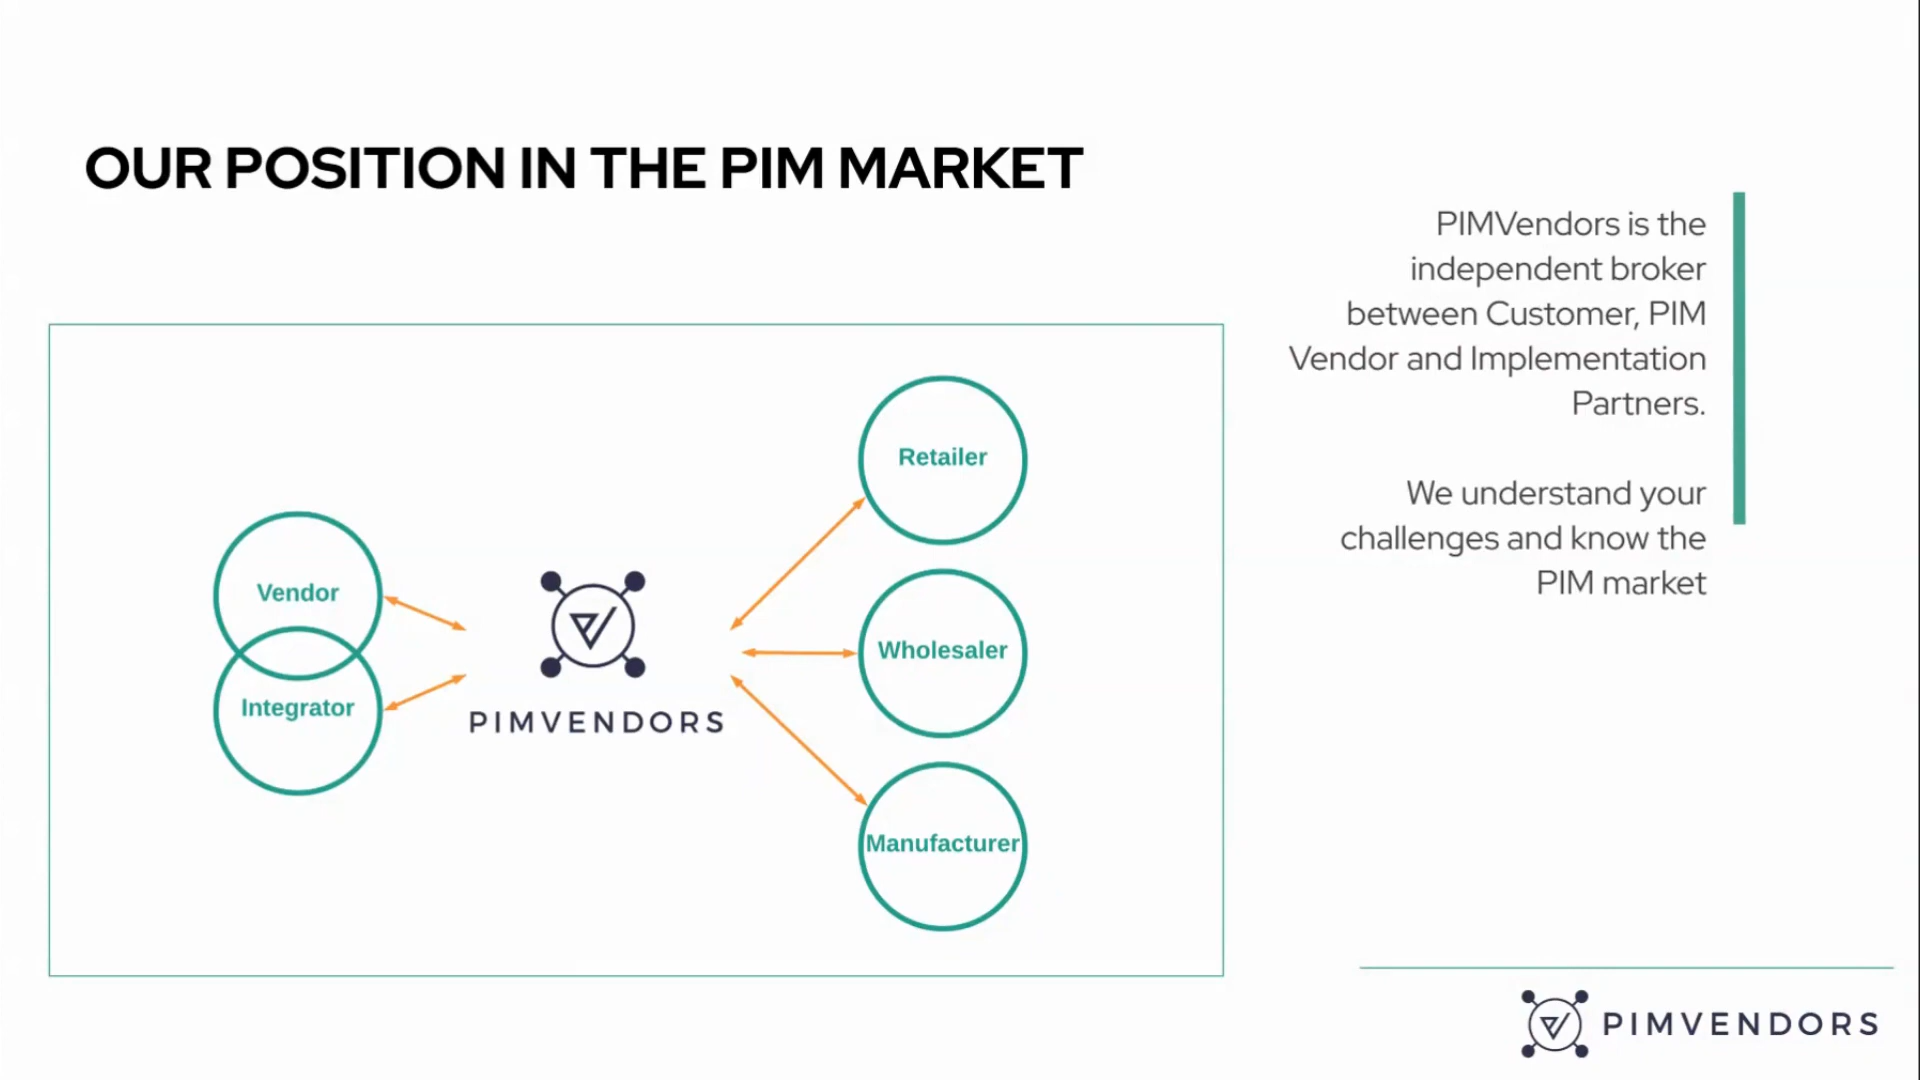 OUR POSITION IN THE PIM MARKET
PIMVendors is the
independent broker
between Customer, PIM
Vendor and Implementation
Partners.
We understand your
challenges and know the
PIM market
Vendor
Integrator
PIMVENDORS
Retailer
Wholesaler
Manufacturer
PIMVENDORS